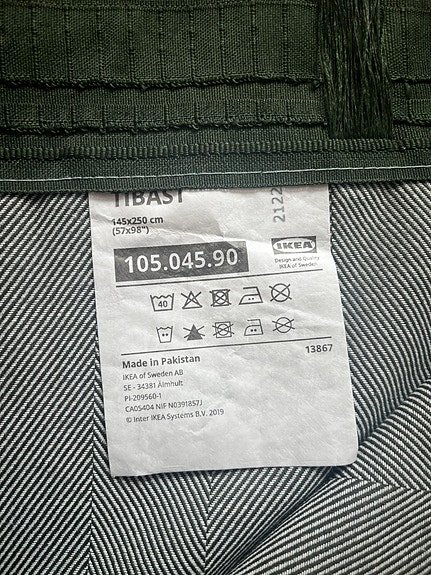 TIBAST
2122
145x250 cm
(57x98")
105.045.90
IKEA
Design and Quality
IKEA of Sweden
40
Made in Pakistan
13867
IKEA of Sweden AB
SE - 34381 Älmhult
PI-209560-1
CA05404 NIF N0391857J
© Inter IKEA Systems B.V. 2019